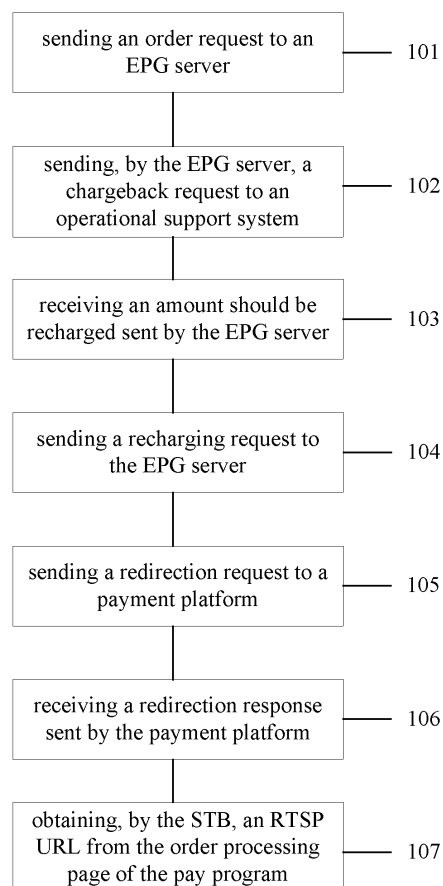 sending an order request to an
EPG server
101
sending, by the EPG server, a
chargeback request to an
operational support system
102
receiving an amount should be
recharged sent by the EPG server
103
sending a recharging request to
the EPG server
104
sending a redirection request to a
payment platform
105
receiving a redirection response
sent by the payment platform
106
obtaining, by the STB, an RTSP
URL from the order processing
page of the pay program
107